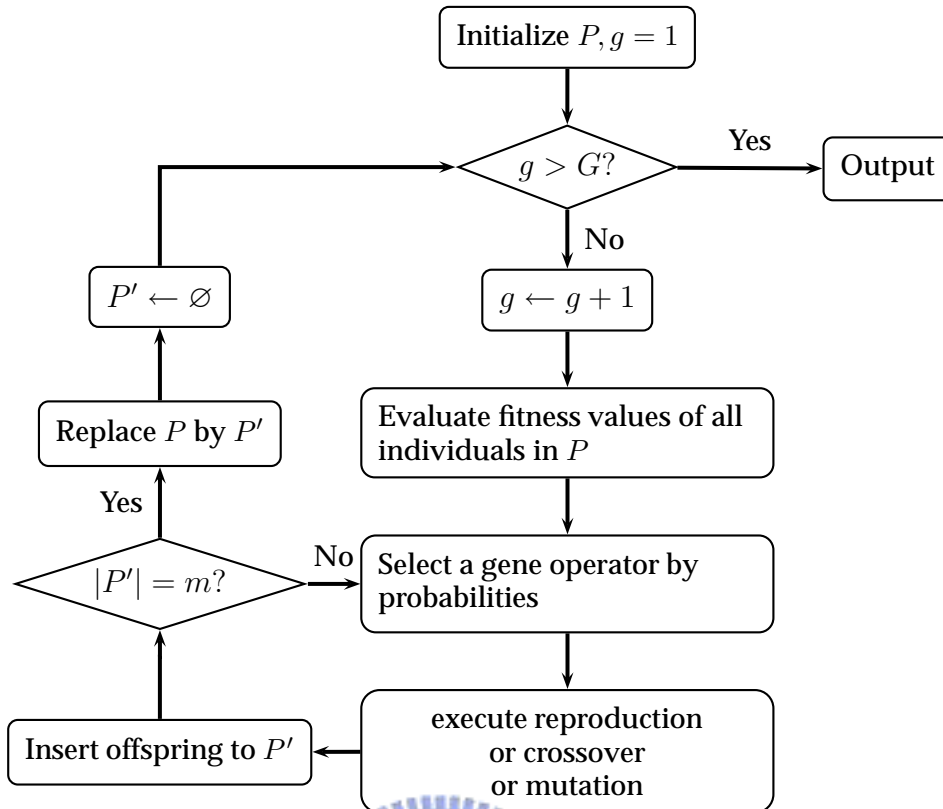 Initialize P, g = 1
g > G?
Yes
Output
No
P′ ← ∅
g ← g + 1
Evaluate fitness values of all
individuals in P
Replace P by P′
Yes
|P′| = m?
No
Select a gene operator by
probabilities
execute reproduction
or crossover
or mutation
Insert offspring to P′